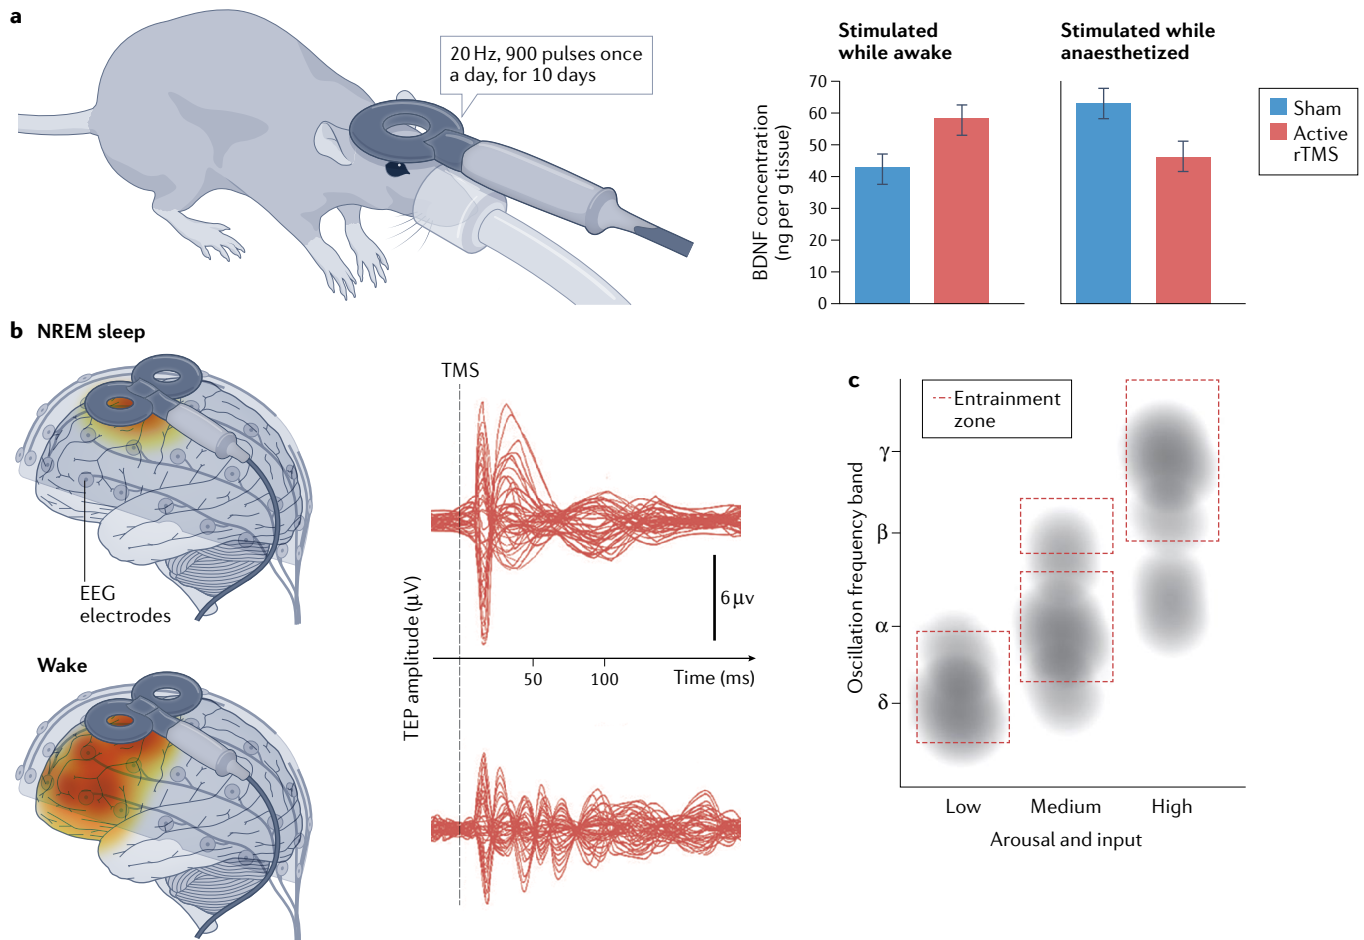 a
20 Hz, 900 pulses once
a day, for 10 days
Stimulated
while awake
Stimulated while
anaesthetized
BDNF concentration
(ng per g tissue)
70
60
50
40
30
20
10
0
Sham
Active
rTMS
b NREM sleep
EEG
electrodes
Wake
TMS
TEP amplitude (μV)
6 μv
50
100
Time (ms)
c
Entrainment
zone
Oscillation frequency band
γ
β
α
δ
Low
Medium
High
Arousal and input